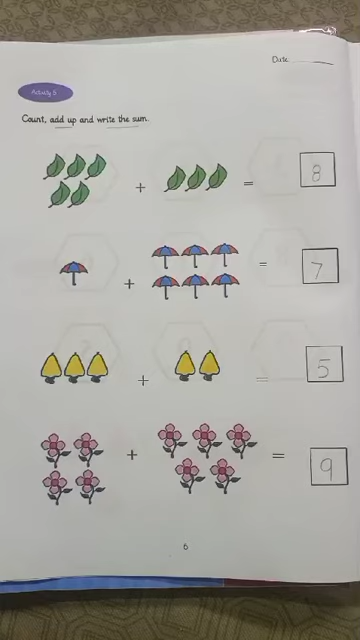 Date
Activity 5
Count, add up and write the sum.
+ = 8
+ = 7
+ = 5
+ = 9
6